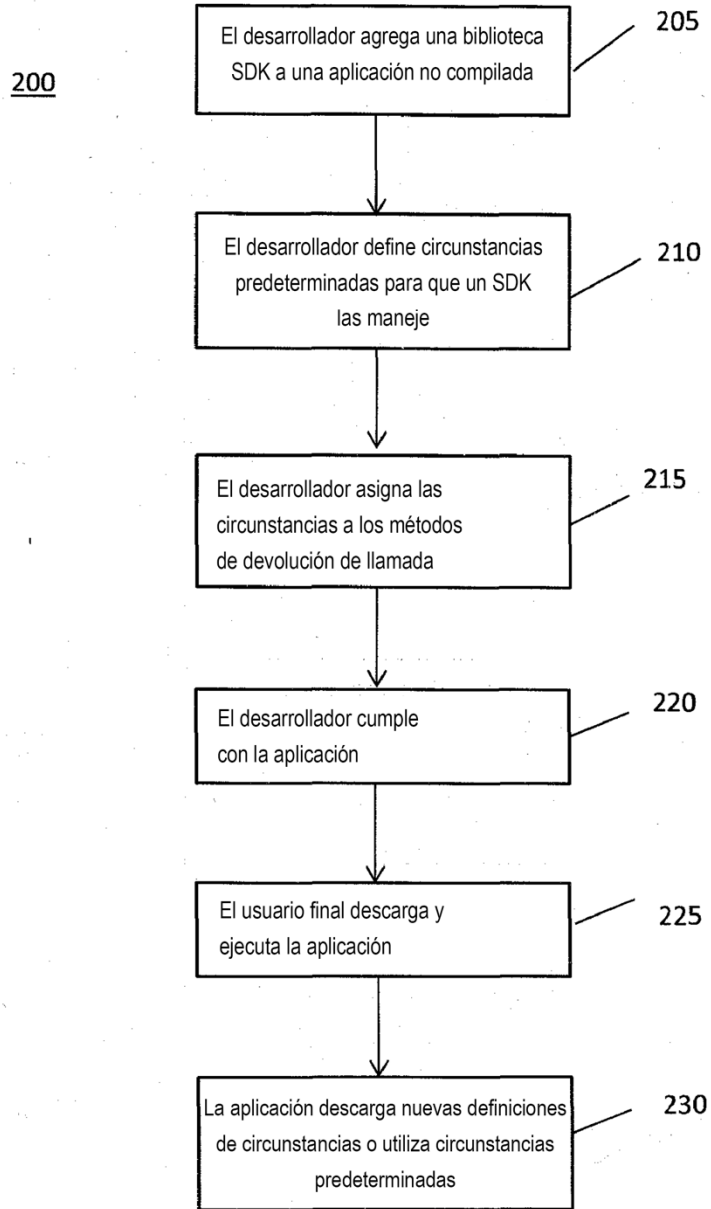 200
El desarrollador agrega una biblioteca
SDK a una aplicación no compilada
205
El desarrollador define circunstancias
predeterminadas para que un SDK
las maneje
210
El desarrollador asigna las
circunstancias a los métodos
de devolución de llamada
215
El desarrollador cumple
con la aplicación
220
El usuario final descarga y
ejecuta la aplicación
225
La aplicación descarga nuevas definiciones
de circunstancias o utiliza circunstancias
predeterminadas
230